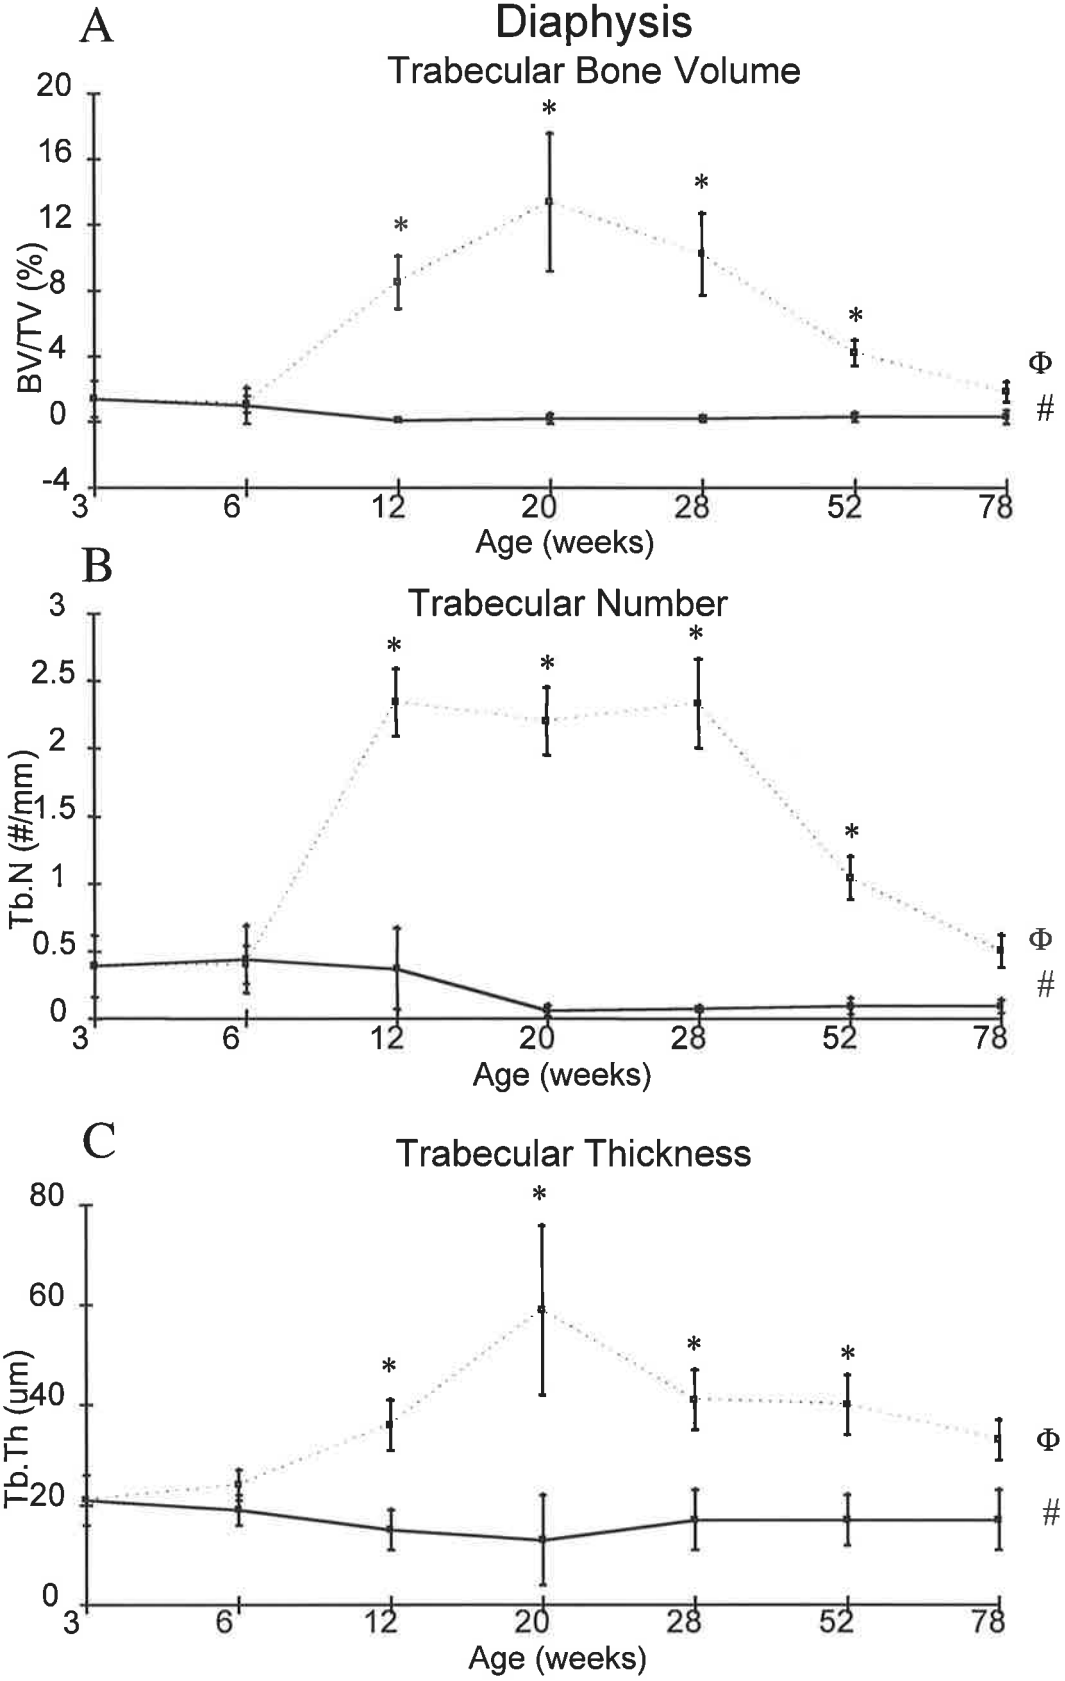 A
Diaphysis
Trabecular Bone Volume
20
16
12
8
4
0
-4
BV/TV (%)
*
*
*
*
Φ
#
3 6 12 20 28 52 78
Age (weeks)
B
Trabecular Number
3
2.5
2
1.5
1
0.5
0
Tb.N (#/mm)
*
*
*
*
Φ
#
3 6 12 20 28 52 78
Age (weeks)
C
Trabecular Thickness
80
60
40
20
0
Tb.Th (um)
*
*
*
*
Φ
#
3 6 12 20 28 52 78
Age (weeks)